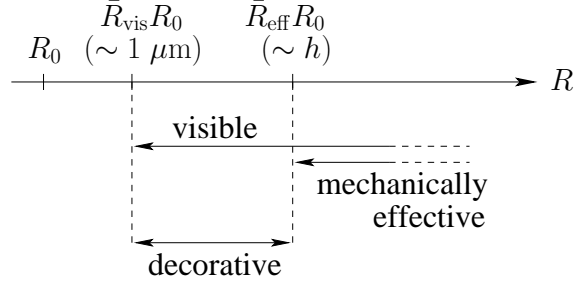 R̄_vis R_0
R̄_eff R_0
R_0
(∼ 1 μm)
(∼ h)
R
visible
mechanically
effective
decorative